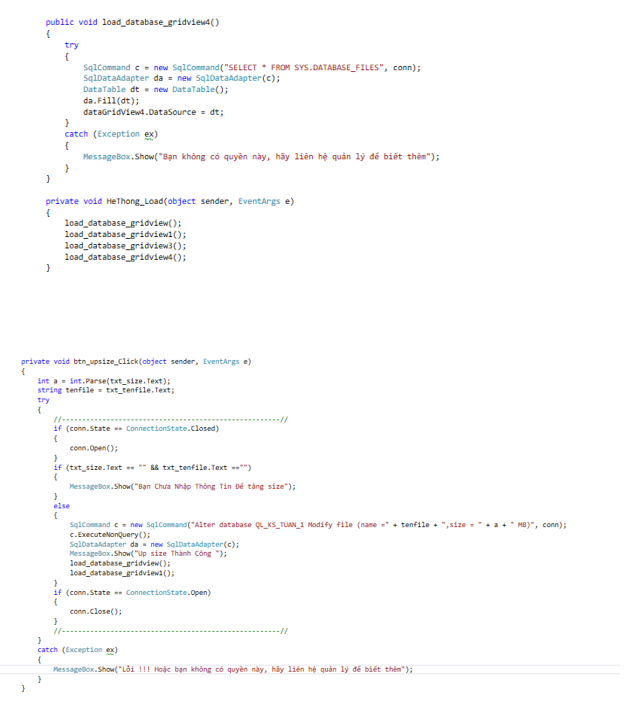 public void load_database_gridview4()
{
try
{
SqlCommand c = new SqlCommand("SELECT * FROM SYS.DATABASE_FILES", conn);
SqlDataAdapter da = new SqlDataAdapter(c);
DataTable dt = new DataTable();
da.Fill(dt);
dataGridView4.DataSource = dt;
}
catch (Exception ex)
{
MessageBox.Show("Bạn không có quyền này, hãy liên hệ quản lý để biết thêm");
}
}
private void HeThong_Load(object sender, EventArgs e)
{
load_database_gridview();
load_database_gridview1();
load_database_gridview3();
load_database_gridview4();
}
private void btn_upsize_Click(object sender, EventArgs e)
{
int a = int.Parse(txt_size.Text);
string tenfile = txt_tenfile.Text;
try
{
//------------------------------------------------------//
if (conn.State == ConnectionState.Closed)
{
conn.Open();
}
if (txt_size.Text == "" && txt_tenfile.Text =="")
{
MessageBox.Show("Bạn Chưa Nhập Thông Tin Để tăng size");
}
else
{
SqlCommand c = new SqlCommand("Alter database QL_KS_TUAN_1 Modify file (name =" + tenfile + ",size = " + a + " MB)", conn);
c.ExecuteNonQuery();
SqlDataAdapter da = new SqlDataAdapter(c);
MessageBox.Show("Up size Thành Công ");
load_database_gridview();
load_database_gridview1();
}
if (conn.State == ConnectionState.Open)
{
conn.Close();
}
//------------------------------------------------------//
}
catch (Exception ex)
{
MessageBox.Show("Lỗi !!! Hoặc bạn không có quyền này, hãy liên hệ quản lý để biết thêm");
}
}